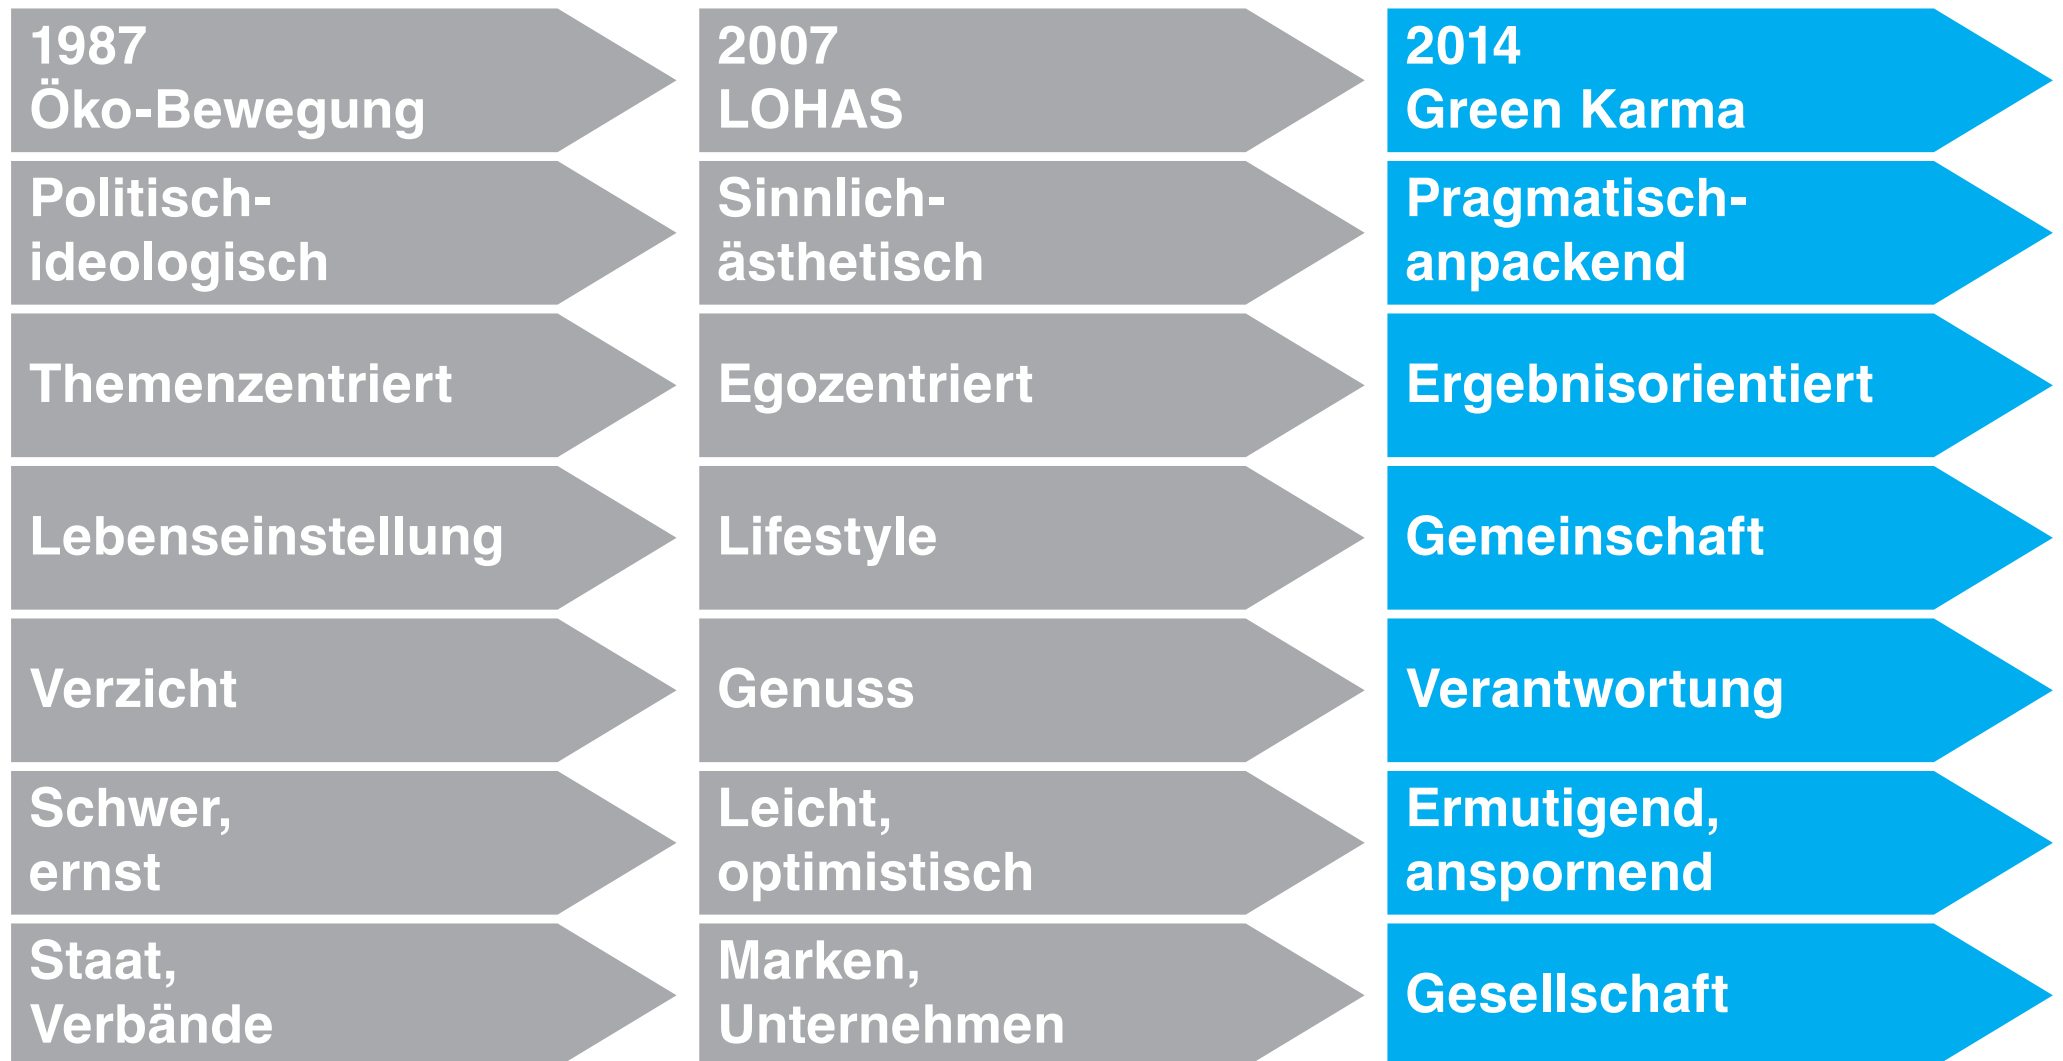 1987
Öko-Bewegung
2007
LOHAS
2014
Green Karma
Politisch-
ideologisch
Sinnlich-
ästhetisch
Pragmatisch-
anpackend
Themenzentriert
Egozentriert
Ergebnisorientiert
Lebenseinstellung
Lifestyle
Gemeinschaft
Verzicht
Genuss
Verantwortung
Schwer,
ernst
Leicht,
optimistisch
Ermutigend,
anspornend
Staat,
Verbände
Marken,
Unternehmen
Gesellschaft